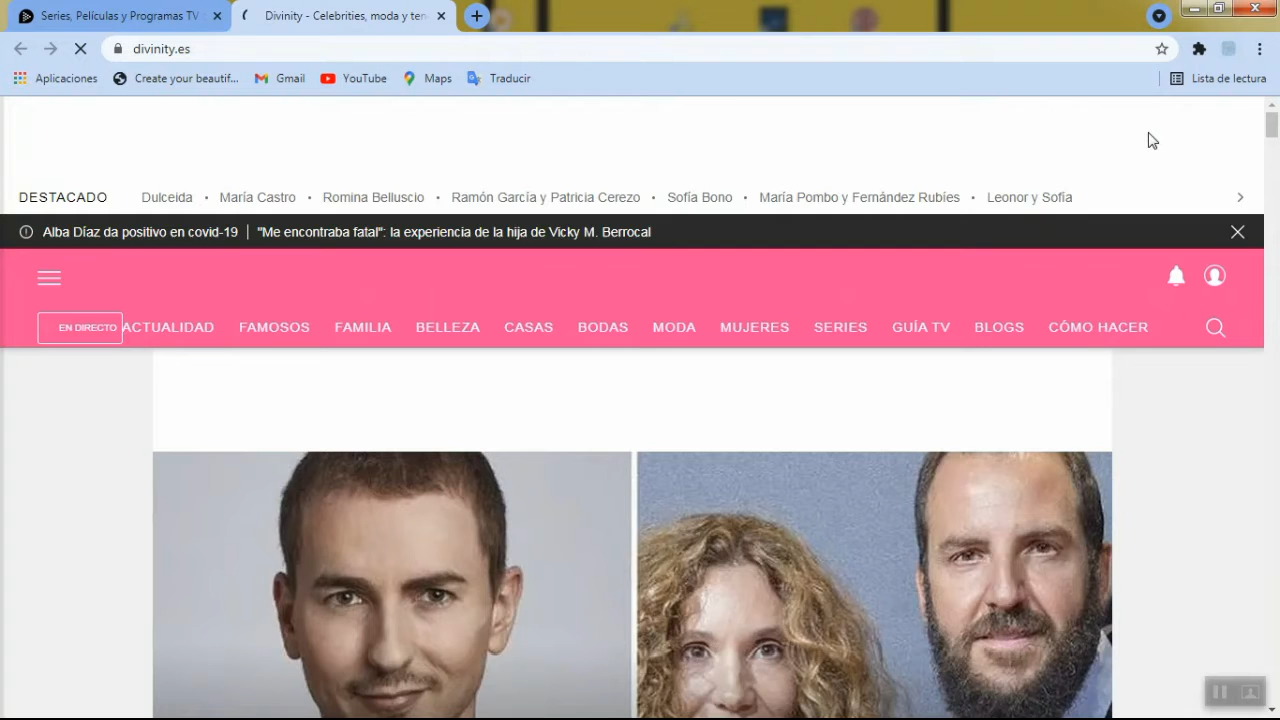 Series, Películas y Programas TV
Divinity - Celebrities, moda y ten
divinity.es
Aplicaciones
Create your beautif...
Gmail
YouTube
Maps
Traducir
Lista de lectura
DESTACADO
Dulceida • María Castro • Romina Belluscio • Ramón García y Patricia Cerezo • Sofía Bono • María Pombo y Fernández Rubíes • Leonor y Sofía
Alba Díaz da positivo en covid-19 | "Me encontraba fatal": la experiencia de la hija de Vicky M. Berrocal
EN DIRECTO
ACTUALIDAD FAMOSOS FAMILIA BELLEZA CASAS BODAS MODA MUJERES SERIES GUÍA TV BLOGS CÓMO HACER